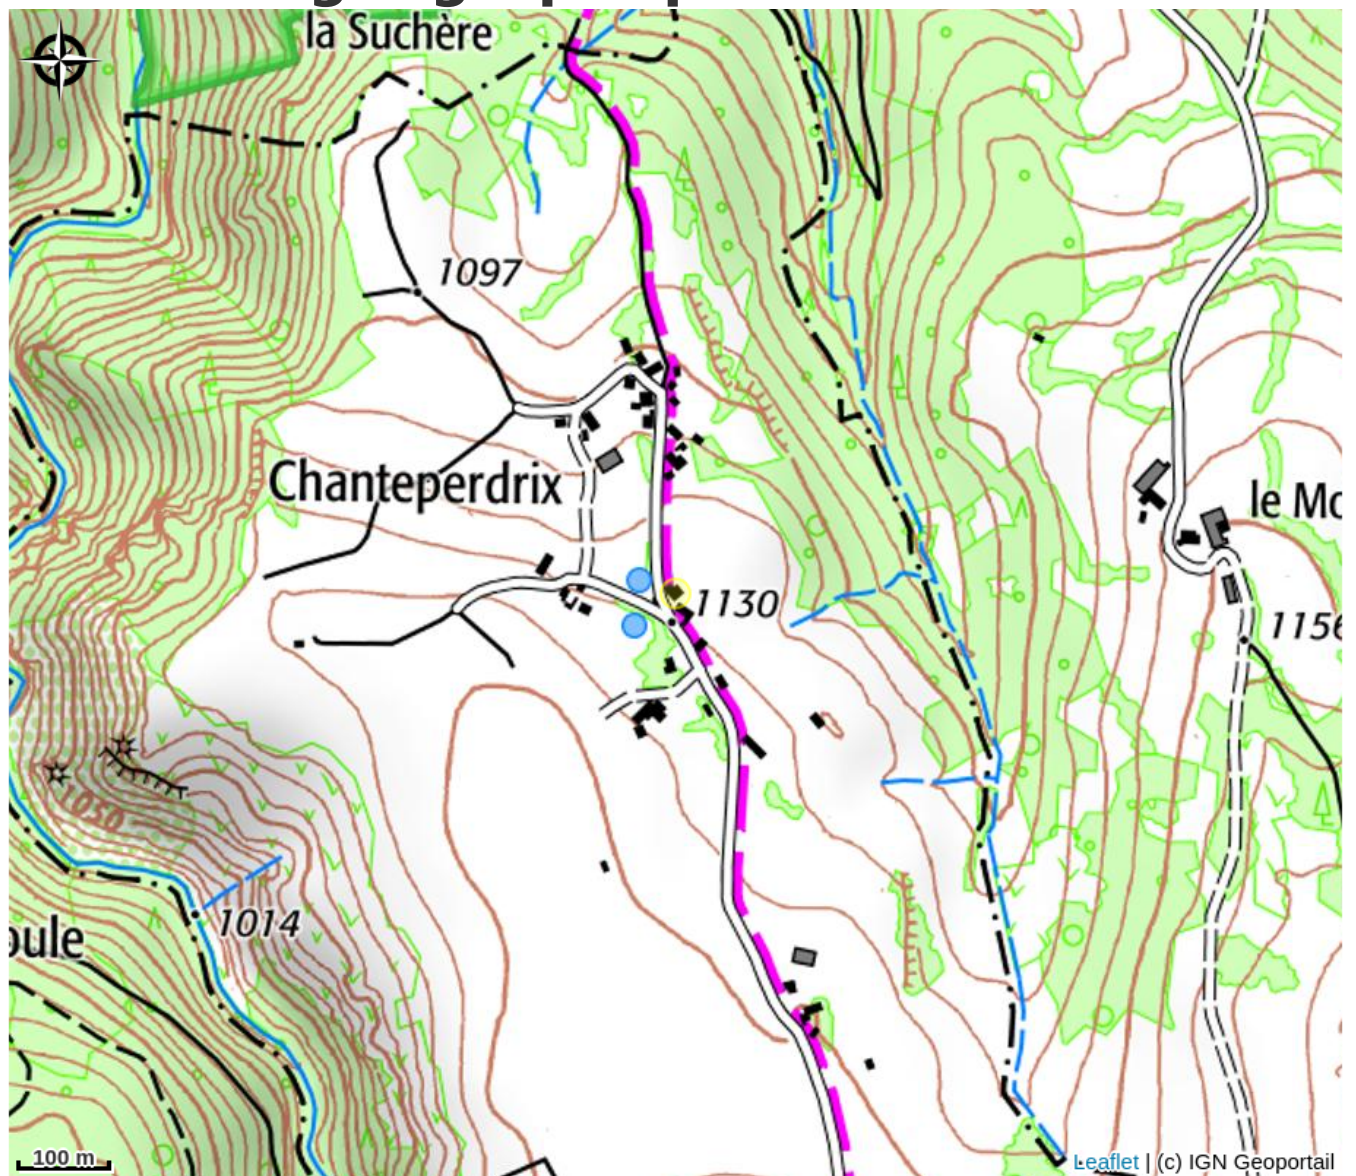 la Suchère
1097
Chanteperdrix
le Mo
1130
1156
1050
1014
oule
100 m
Leaflet | (c) IGN Geoportail